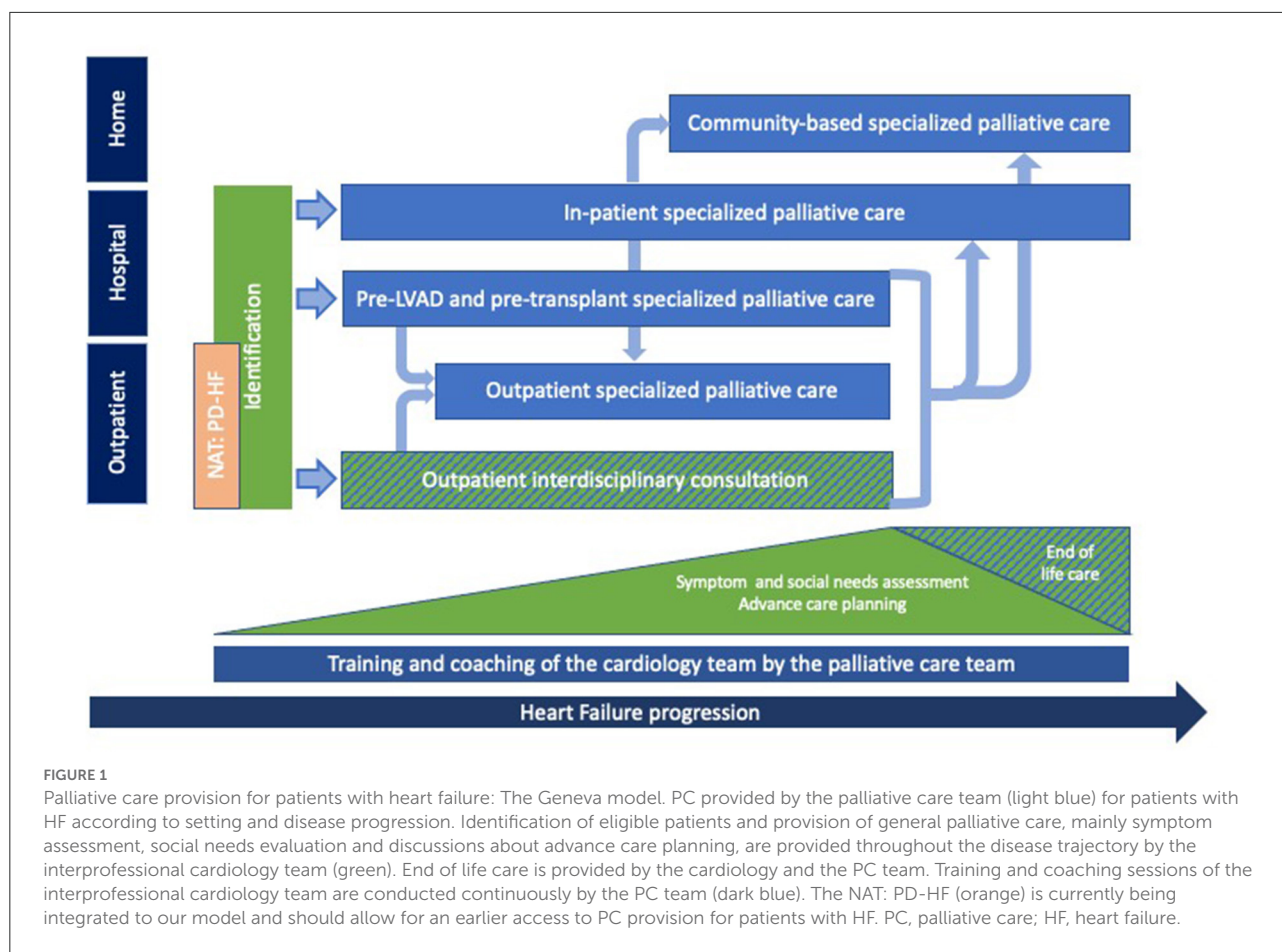 Home
Community-based specialized palliative care
Hospital
In-patient specialized palliative care
Identification
Pre-LVAD and pre-transplant specialized palliative care
Outpatient
NAT: PD-HF
Outpatient specialized palliative care
Outpatient interdisciplinary consultation
End of
life care
Symptom and social needs assessment
Advance care planning
Training and coaching of the cardiology team by the palliative care team
Heart Failure progression
FIGURE 1
Palliative care provision for patients with heart failure: The Geneva model. PC provided by the palliative care team (light blue) for patients with
HF according to setting and disease progression. Identification of eligible patients and provision of general palliative care, mainly symptom
assessment, social needs evaluation and discussions about advance care planning, are provided throughout the disease trajectory by the
interprofessional cardiology team (green). End of life care is provided by the cardiology and the PC team. Training and coaching sessions of the
interprofessional cardiology team are conducted continuously by the PC team (dark blue). The NAT: PD-HF (orange) is currently being
integrated to our model and should allow for an earlier access to PC provision for patients with HF. PC, palliative care; HF, heart failure.